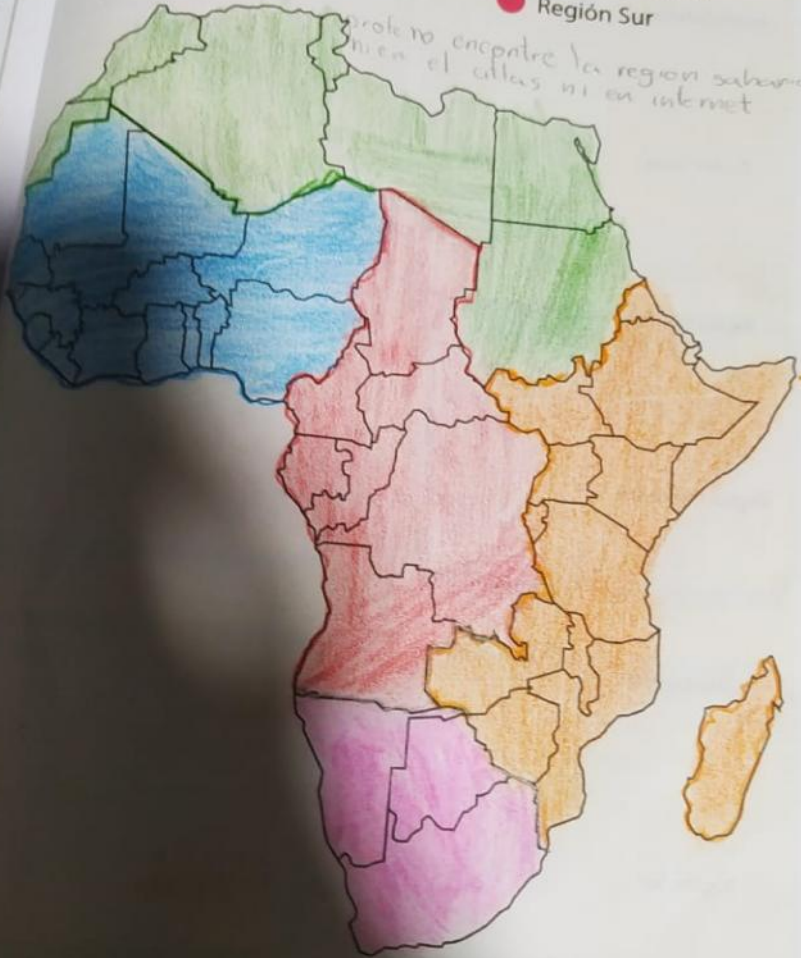 Región Sur
profe no encontre la region sahar
ni en el atlas ni en internet